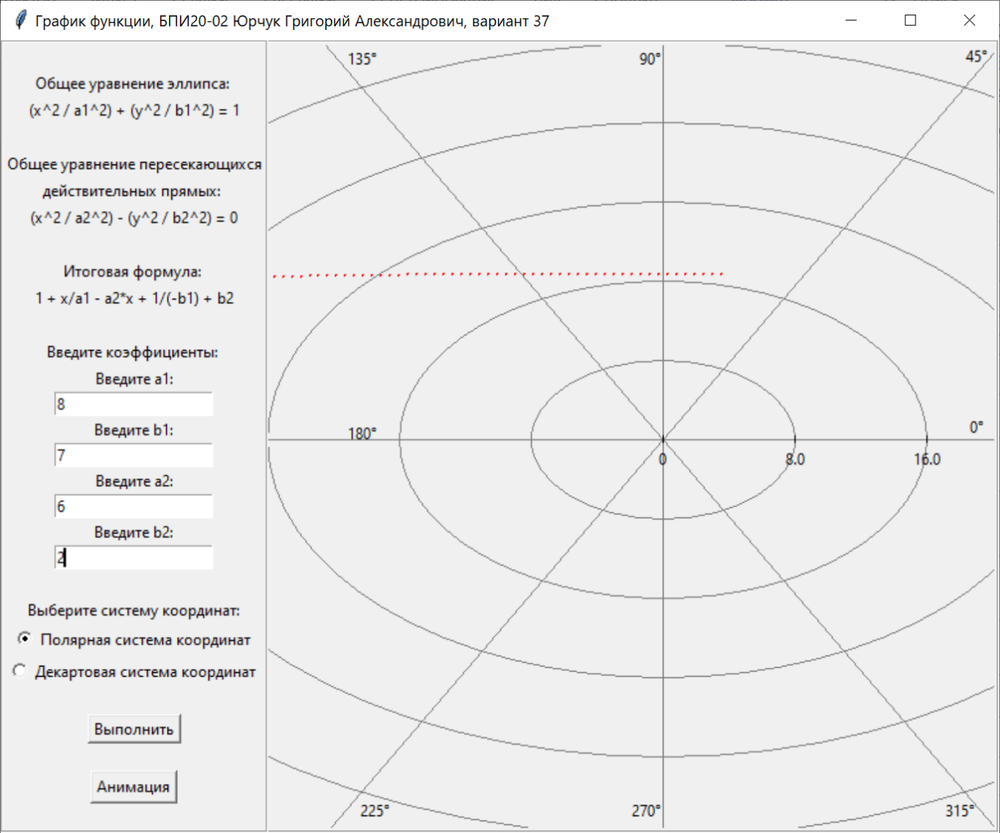 График функции, БПИ20-02 Юрчук Григорий Александрович, вариант 37
Общее уравнение эллипса:
(x^2 / a1^2) + (y^2 / b1^2) = 1
Общее уравнение пересекающихся
действительных прямых:
(x^2 / a2^2) - (y^2 / b2^2) = 0
Итоговая формула:
1 + x/a1 - a2*x + 1/(-b1) + b2
Введите коэффициенты:
Введите a1:
8
Введите b1:
7
Введите a2:
6
Введите b2:
2
Выберите систему координат:
Полярная система координат
Декартовая система координат
Выполнить
Анимация
135°
90°
45°
180°
0°
0
8.0
16.0
225°
270°
315°